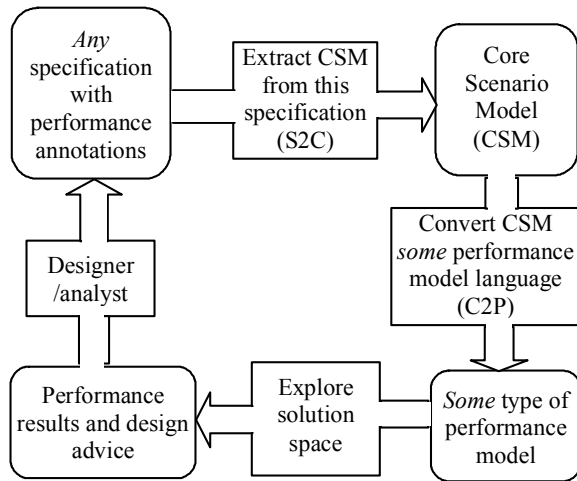 Any
specification
with
performance
annotations
Extract CSM
from this
specification
(S2C)
Core
Scenario
Model
(CSM)
Convert CSM
some performance
model language
(C2P)
Designer
/analyst
Performance
results and design
advice
Explore
solution
space
Some type of
performance
model